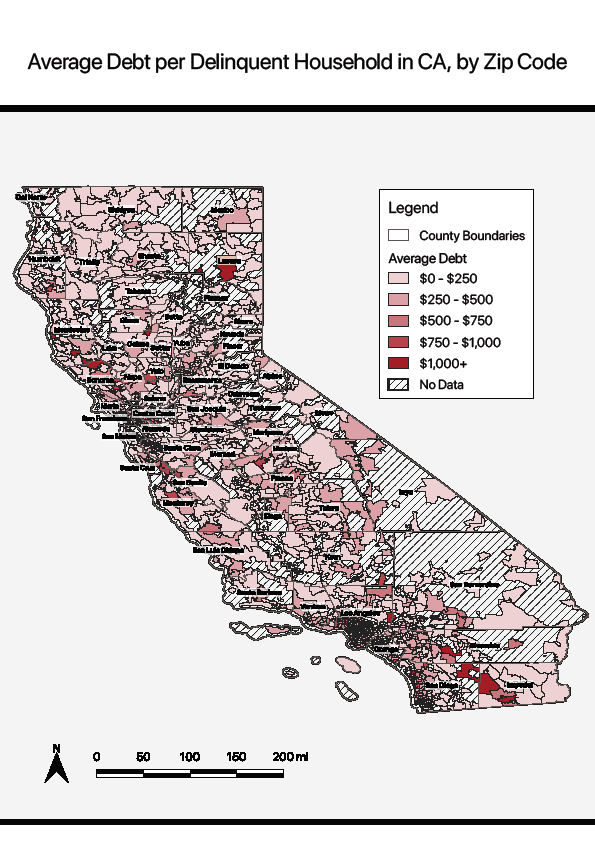 Average Debt per Delinquent Household in CA, by Zip Code
Legend
County Boundaries
Average Debt
$0 - $250
$250 - $500
$500 - $750
$750 - $1,000
$1,000+
No Data
Del Norte
Siskiyou
Modoc
Humboldt
Trinity
Shasta
Lassen
Tehama
Plumas
Butte
Glenn
Mendocino
Colusa
Sutter
Yuba
Nevada
Placer
Lake
El Dorado
Yolo
Napa
Sonoma
Sacramento
Alpine
Solano
Marin
Contra Costa
San Joaquin
Calaveras
Tuolumne
Mono
San Francisco
Alameda
San Mateo
Stanislaus
Mariposa
Santa Clara
Merced
Madera
Santa Cruz
San Benito
Fresno
Inyo
Monterey
Kings
Tulare
San Luis Obispo
Kern
San Bernardino
Santa Barbara
Ventura
Los Angeles
Orange
Riverside
San Diego
Imperial
N
0 50 100 150 200 mi